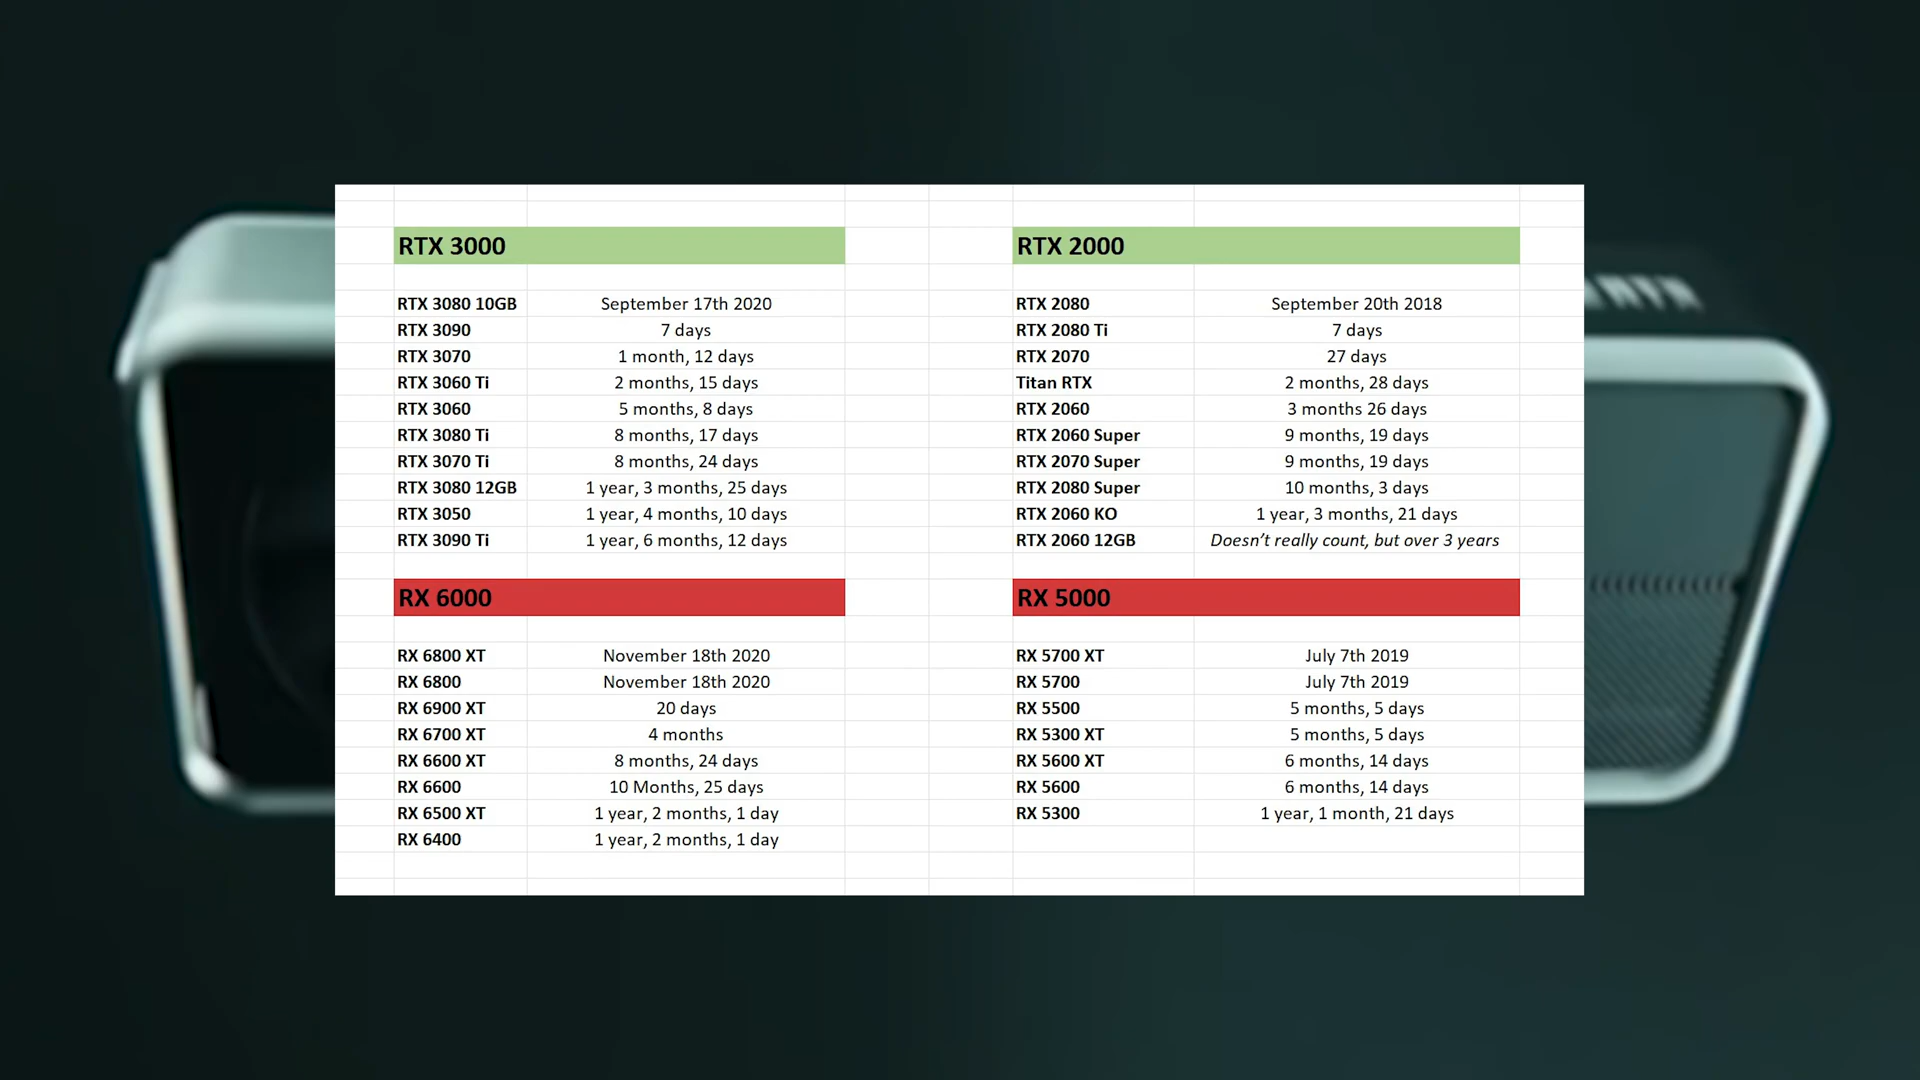 RTX 3000
RTX 3080 10GB September 17th 2020
RTX 3090 7 days
RTX 3070 1 month, 12 days
RTX 3060 Ti 2 months, 15 days
RTX 3060 5 months, 8 days
RTX 3080 Ti 8 months, 17 days
RTX 3070 Ti 8 months, 24 days
RTX 3080 12GB 1 year, 3 months, 25 days
RTX 3050 1 year, 4 months, 10 days
RTX 3090 Ti 1 year, 6 months, 12 days
RTX 2000
RTX 2080 September 20th 2018
RTX 2080 Ti 7 days
RTX 2070 27 days
Titan RTX 2 months, 28 days
RTX 2060 3 months 26 days
RTX 2060 Super 9 months, 19 days
RTX 2070 Super 9 months, 19 days
RTX 2080 Super 10 months, 3 days
RTX 2060 KO 1 year, 3 months, 21 days
RTX 2060 12GB Doesn’t really count, but over 3 years
RX 6000
RX 6800 XT November 18th 2020
RX 6800 November 18th 2020
RX 6900 XT 20 days
RX 6700 XT 4 months
RX 6600 XT 8 months, 24 days
RX 6600 10 Months, 25 days
RX 6500 XT 1 year, 2 months, 1 day
RX 6400 1 year, 2 months, 1 day
RX 5000
RX 5700 XT July 7th 2019
RX 5700 July 7th 2019
RX 5500 5 months, 5 days
RX 5300 XT 5 months, 5 days
RX 5600 XT 6 months, 14 days
RX 5600 6 months, 14 days
RX 5300 1 year, 1 month, 21 days